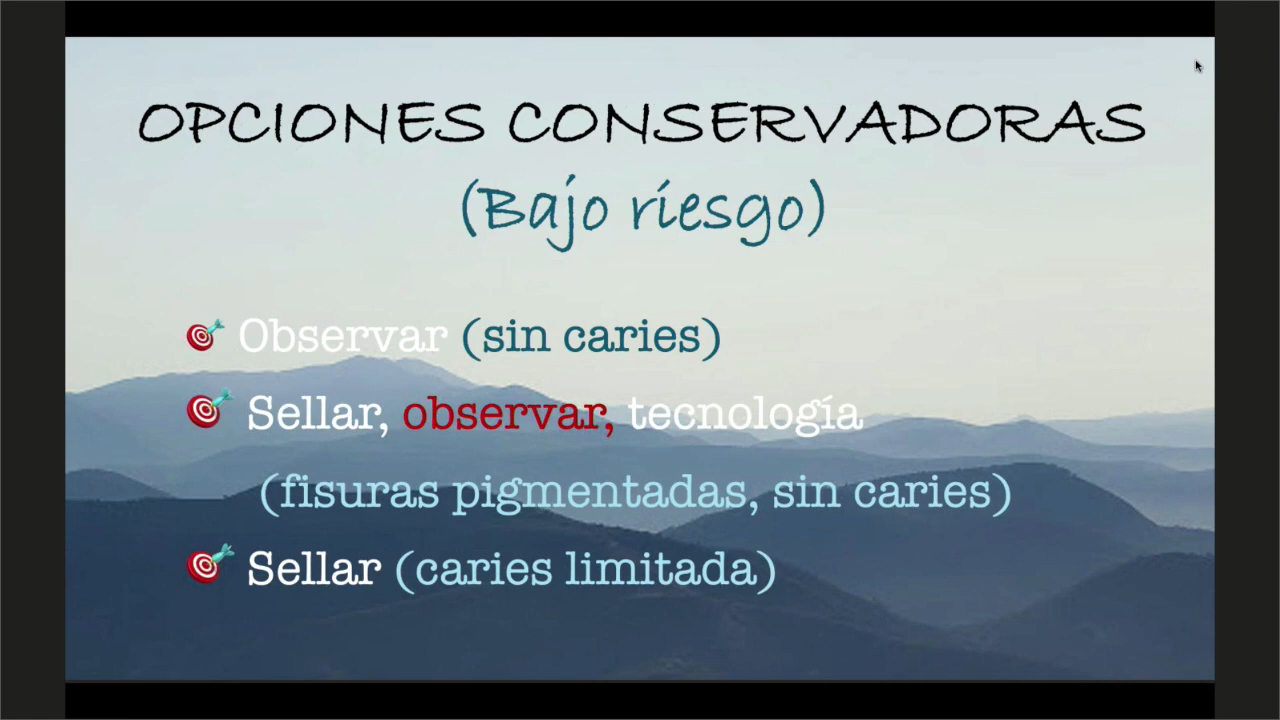 OPCIONES CONSERVADORAS
(Bajo riesgo)
Observar (sin caries)
Sellar, observar, tecnología
(fisuras pigmentadas, sin caries)
Sellar (caries limitada)